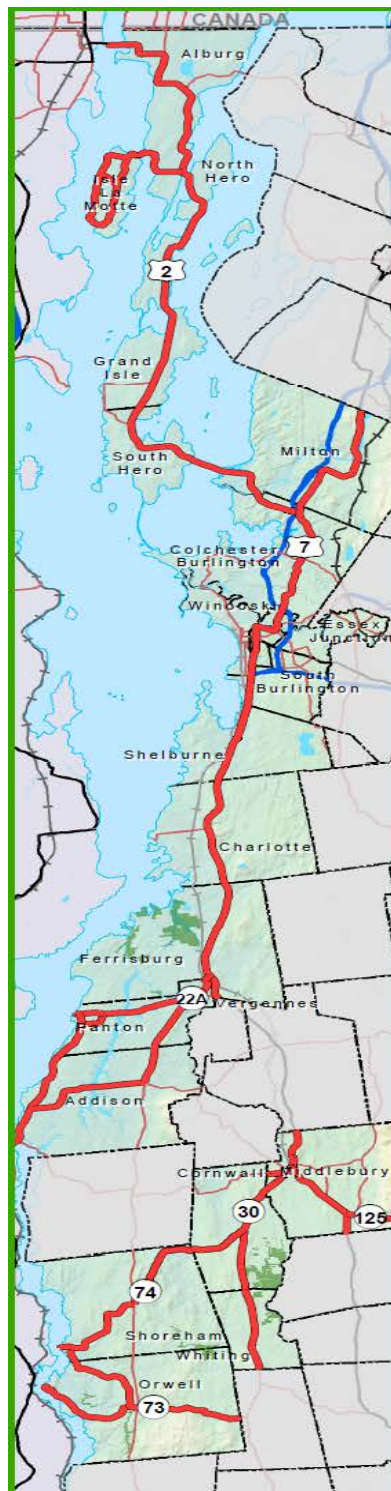 CANADA
Alburg
North
Hero
Isle
La
Motte
2
Grand
Isle
South
Hero
Milton
7
Colchester
Burlington
Winooski
Essex
Junction
South
Burlington
Shelburne
Charlotte
Ferrisburg
22A
Vergennes
Panton
Addison
Cornwall
Middlebury
30
125
74
Shoreham
Whiting
Orwell
73